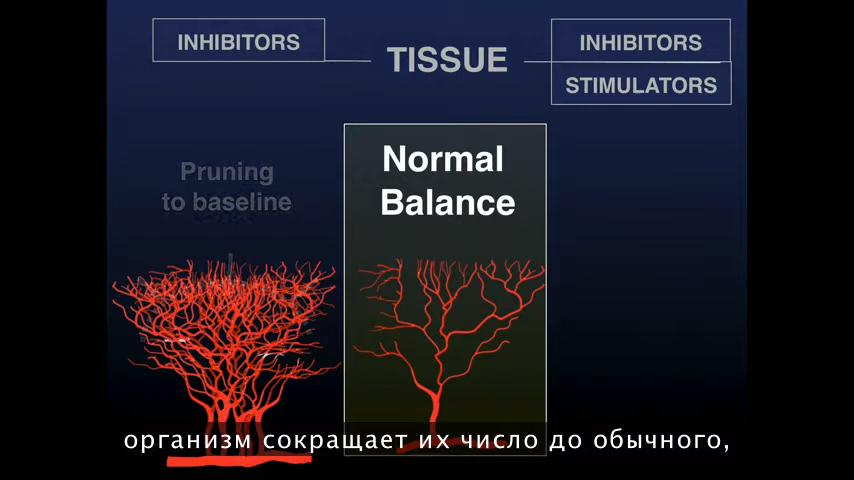 INHIBITORS
TISSUE
INHIBITORS
STIMULATORS
Pruning
to baseline
Normal
Balance
организм сокращает их число до обычного,